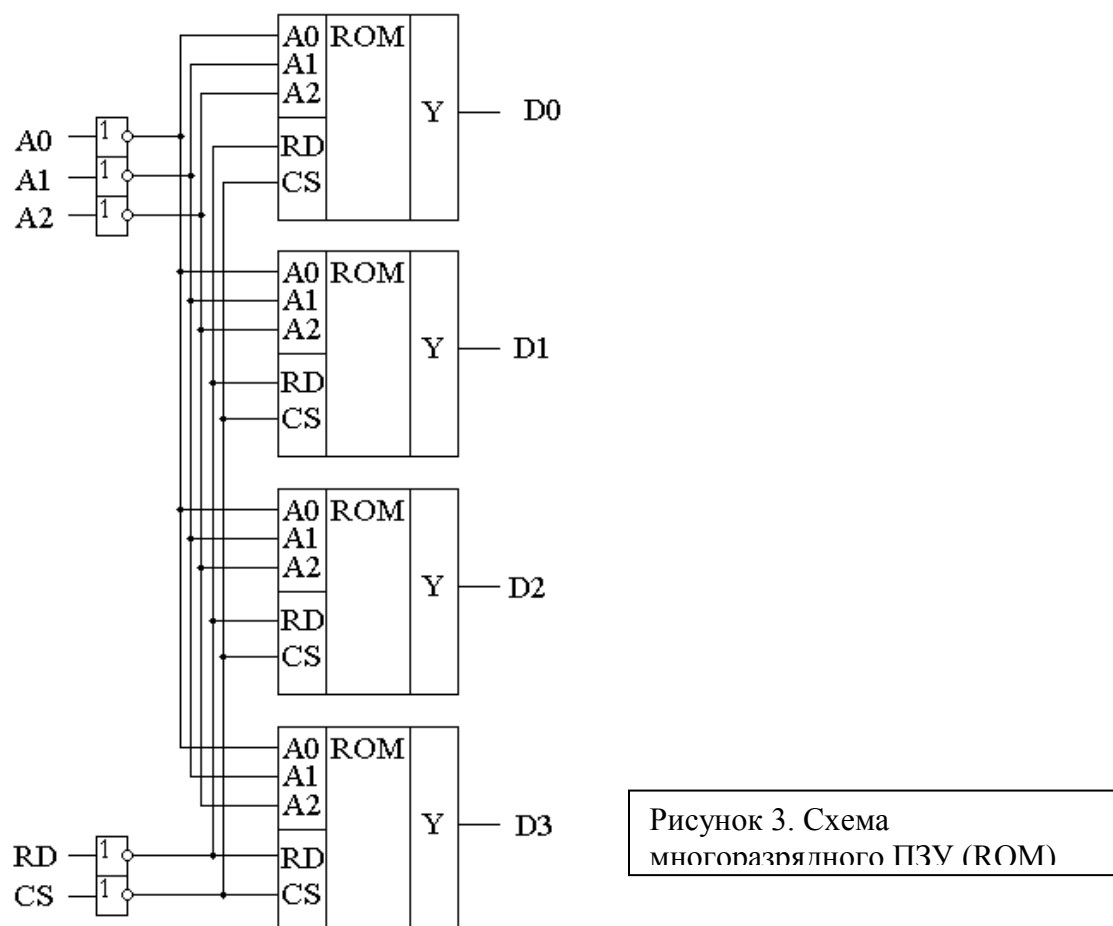 A0 ROM
A1
A2
Y D0
RD
CS
A0 1
A1 1
A2 1
A0 ROM
A1
A2
Y D1
RD
CS
A0 ROM
A1
A2
Y D2
RD
CS
A0 ROM
A1
A2
Y D3
RD
CS
RD 1
CS 1
Рисунок 3. Схема
многоразрядного ПЗУ (ROM)